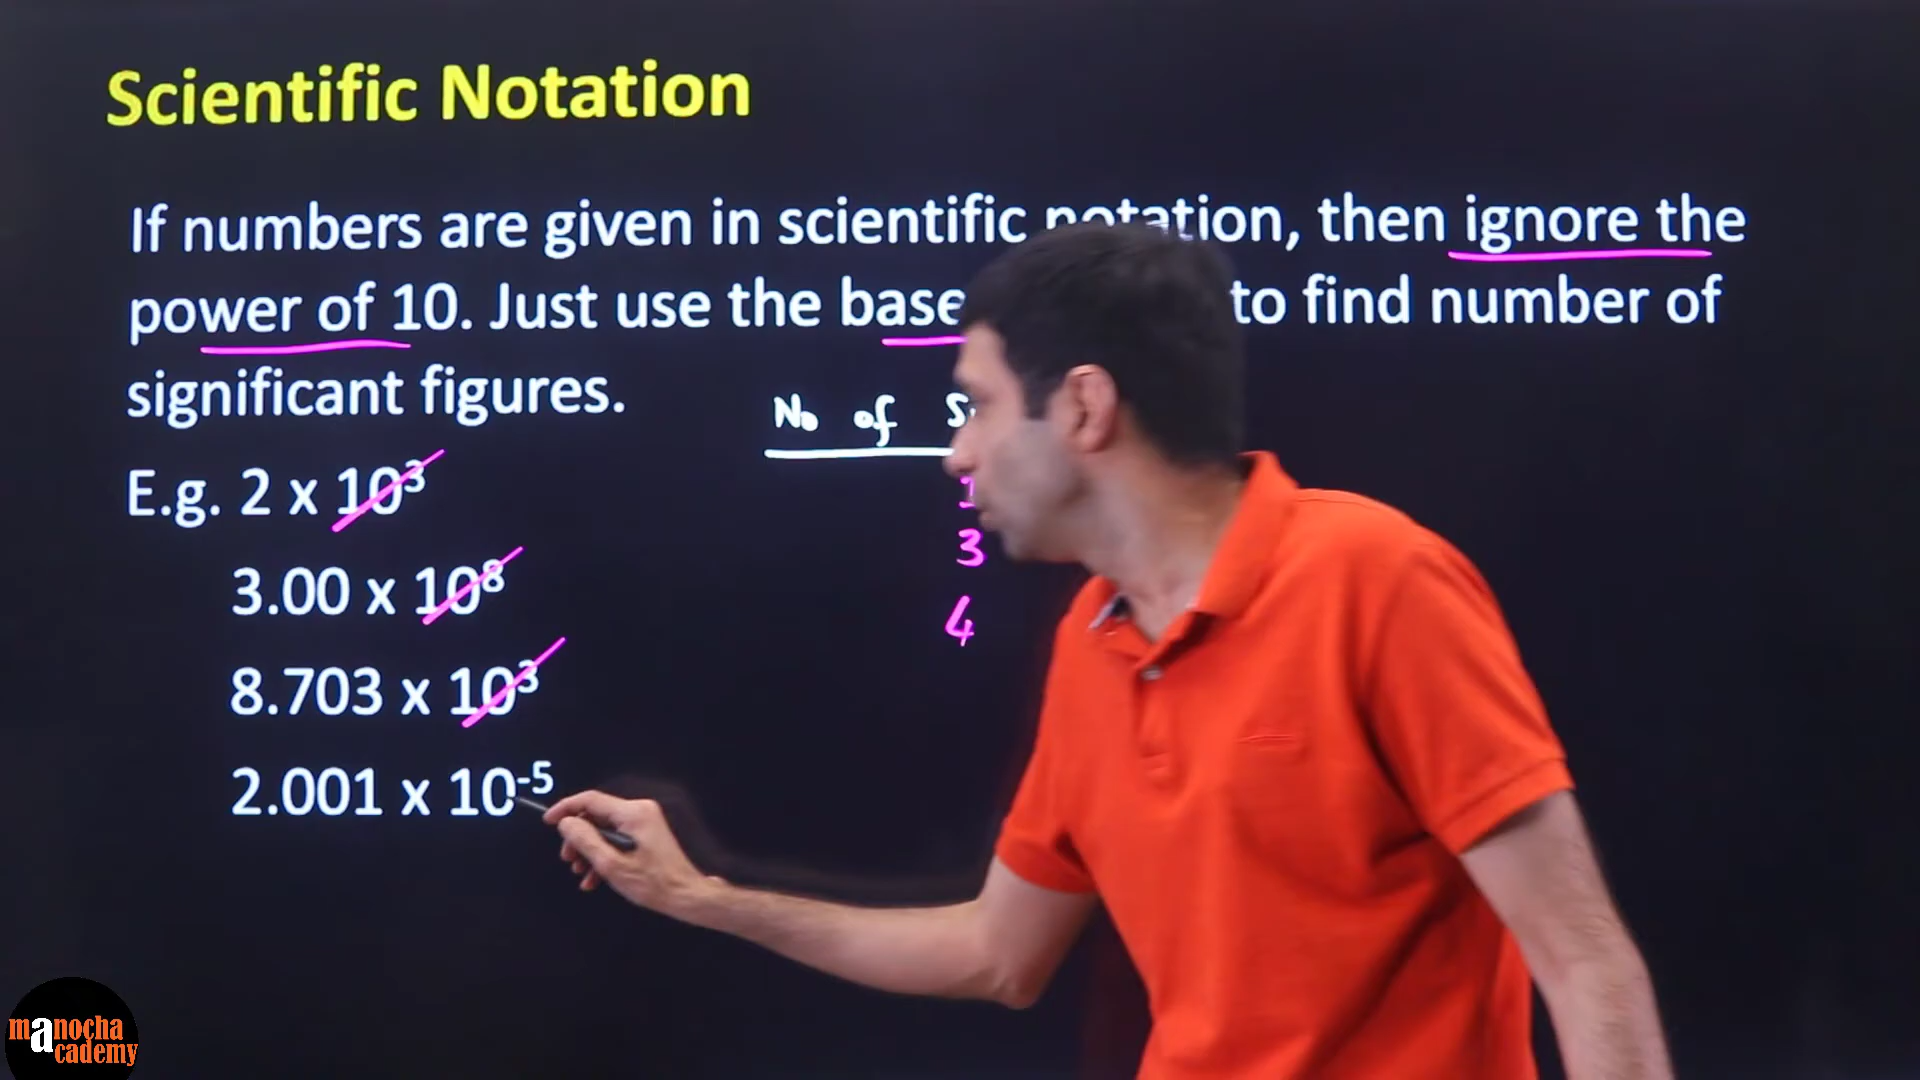 Scientific Notation
If numbers are given in scientific notation, then ignore the
power of 10. Just use the base to find number of
significant figures.
No of
E.g. 2 x 10³
1
3.00 x 10⁸
3
8.703 x 10³
4
2.001 x 10⁻⁵
manocha
academy